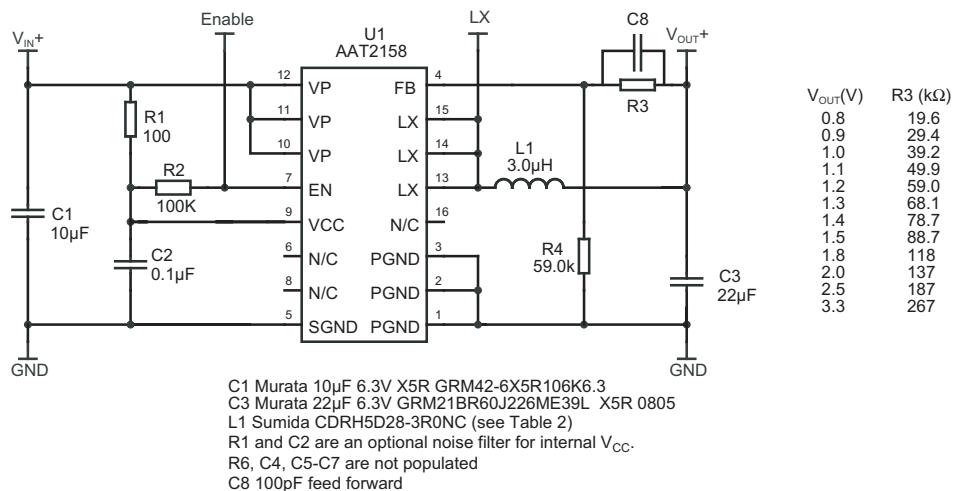 Enable
LX
C8
V_IN+
U1
AAT2158
V_OUT+
12 VP
FB 4
R3
11 VP
LX 15
R1
100
10 VP
LX 14
L1
3.0µH
R2
100K
7 EN
LX 13
9 VCC
N/C 16
C1
10µF
C2
0.1µF
6 N/C
PGND 3
R4
59.0k
8 N/C
PGND 2
C3
22µF
5 SGND
PGND 1
GND
GND
V_OUT(V) R3 (kΩ)
0.8 19.6
0.9 29.4
1.0 39.2
1.1 49.9
1.2 59.0
1.3 68.1
1.4 78.7
1.5 88.7
1.8 118
2.0 137
2.5 187
3.3 267
C1 Murata 10µF 6.3V X5R GRM42-6X5R106K6.3
C3 Murata 22µF 6.3V GRM21BR60J226ME39L X5R 0805
L1 Sumida CDRH5D28-3R0NC (see Table 2)
R1 and C2 are an optional noise filter for internal V_CC.
R6, C4, C5-C7 are not populated
C8 100pF feed forward